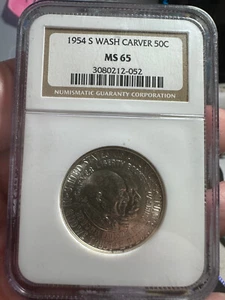 1954 S WASH CARVER 50C
MS 65
3080212-052
NUMISMATIC GUARANTY CORPORATION